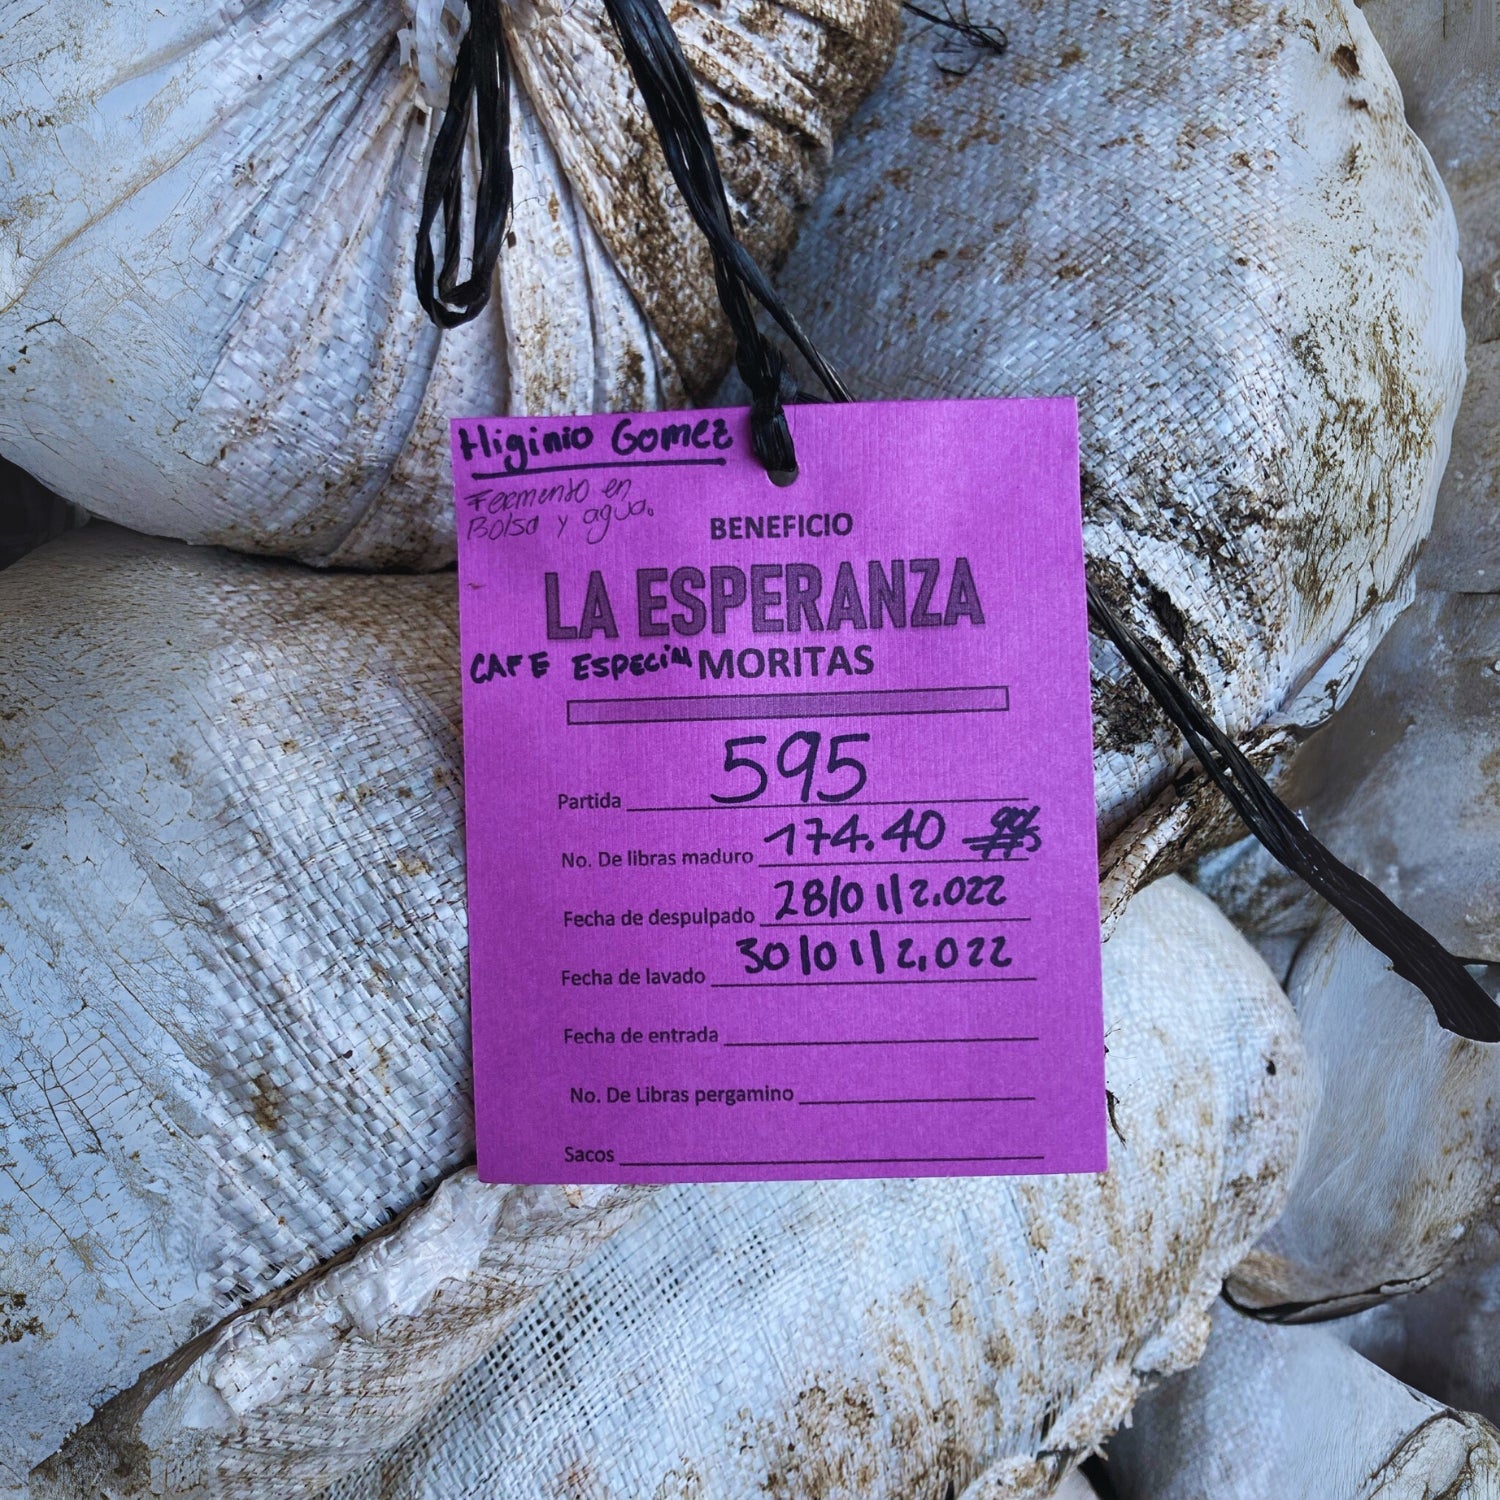 Higinio Gomez
Fermento en
Bolsa y agua.
BENEFICIO
LA ESPERANZA
CAFE ESPECIAl MORITAS
Partida 595
No. De libras maduro 174.40
Fecha de despulpado 28/01/2.022
Fecha de lavado 30/01/2,022
Fecha de entrada
No. De Libras pergamino
Sacos